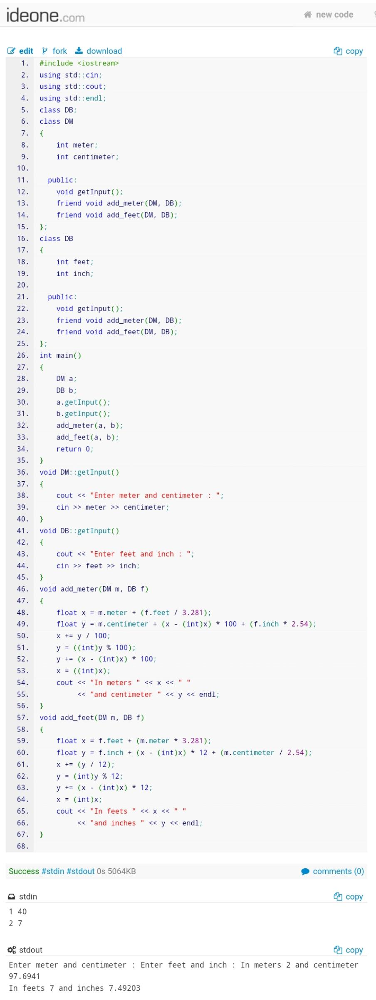 ideone.com new code
edit fork download copy
1. #include <iostream>
2. using std::cin;
3. using std::cout;
4. using std::endl;
5. class DB;
6. class DM
7. {
8.     int meter;
9.     int centimeter;
10.
11.   public:
12.     void getInput();
13.     friend void add_meter(DM, DB);
14.     friend void add_feet(DM, DB);
15. };
16. class DB
17. {
18.     int feet;
19.     int inch;
20.
21.   public:
22.     void getInput();
23.     friend void add_meter(DM, DB);
24.     friend void add_feet(DM, DB);
25. };
26. int main()
27. {
28.     DM a;
29.     DB b;
30.     a.getInput();
31.     b.getInput();
32.     add_meter(a, b);
33.     add_feet(a, b);
34.     return 0;
35. }
36. void DM::getInput()
37. {
38.     cout << "Enter meter and centimeter : ";
39.     cin >> meter >> centimeter;
40. }
41. void DB::getInput()
42. {
43.     cout << "Enter feet and inch : ";
44.     cin >> feet >> inch;
45. }
46. void add_meter(DM m, DB f)
47. {
48.     float x = m.meter + (f.feet / 3.281);
49.     float y = m.centimeter + (x - (int)x) * 100 + (f.inch * 2.54);
50.     x += y / 100;
51.     y = ((int)y % 100);
52.     y += (x - (int)x) * 100;
53.     x = ((int)x);
54.     cout << "In meters " << x << " "
55.          << "and centimeter " << y << endl;
56. }
57. void add_feet(DM m, DB f)
58. {
59.     float x = f.feet + (m.meter * 3.281);
60.     float y = f.inch + (x - (int)x) * 12 + (m.centimeter / 2.54);
61.     x += (y / 12);
62.     y = (int)y % 12;
63.     y += (x - (int)x) * 12;
64.     x = (int)x;
65.     cout << "In feets " << x << " "
66.          << "and inches " << y << endl;
67. }
68.
Success #stdin #stdout 0s 5064KB comments (0)
stdin copy
1 40
2 7
stdout copy
Enter meter and centimeter : Enter feet and inch : In meters 2 and centimeter
97.6941
In feets 7 and inches 7.49203